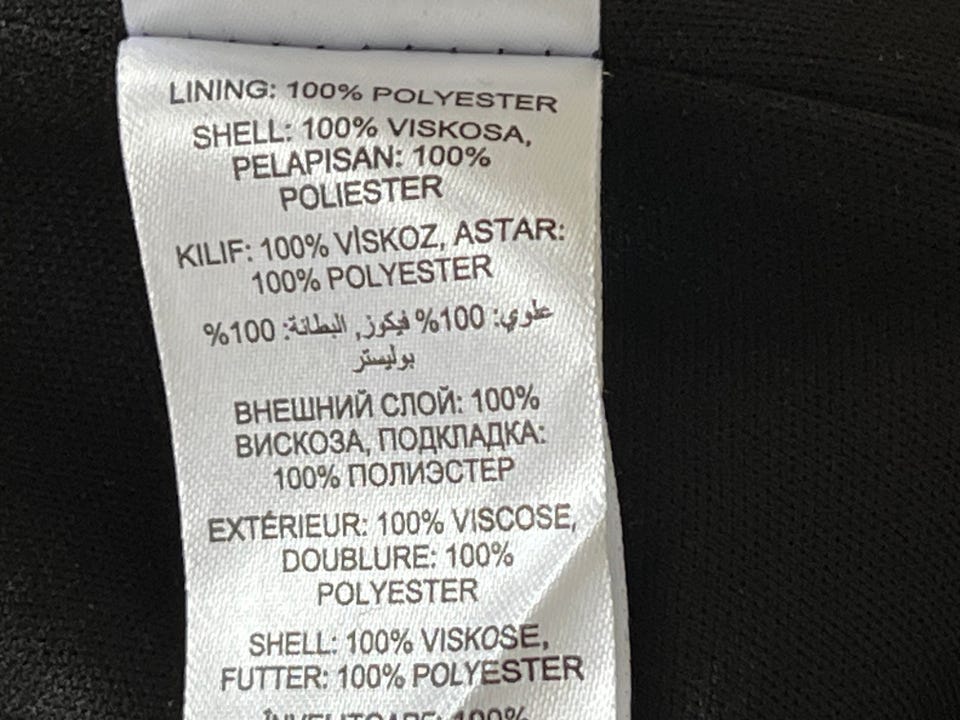 LINING: 100% POLYESTER
SHELL: 100% VISKOSA,
PELAPISAN: 100%
POLIESTER
KILIF: 100% VİSKOZ, ASTAR:
100% POLYESTER
علوي: 100% فيكوز, البطانة: 100%
بوليستر
ВНЕШНИЙ СЛОЙ: 100%
ВИСКОЗА, ПОДКЛАДКА:
100% ПОЛИЭСТЕР
EXTÉRIEUR: 100% VISCOSE,
DOUBLURE: 100%
POLYESTER
SHELL: 100% VISKOSE,
FUTTER: 100% POLYESTER
100%